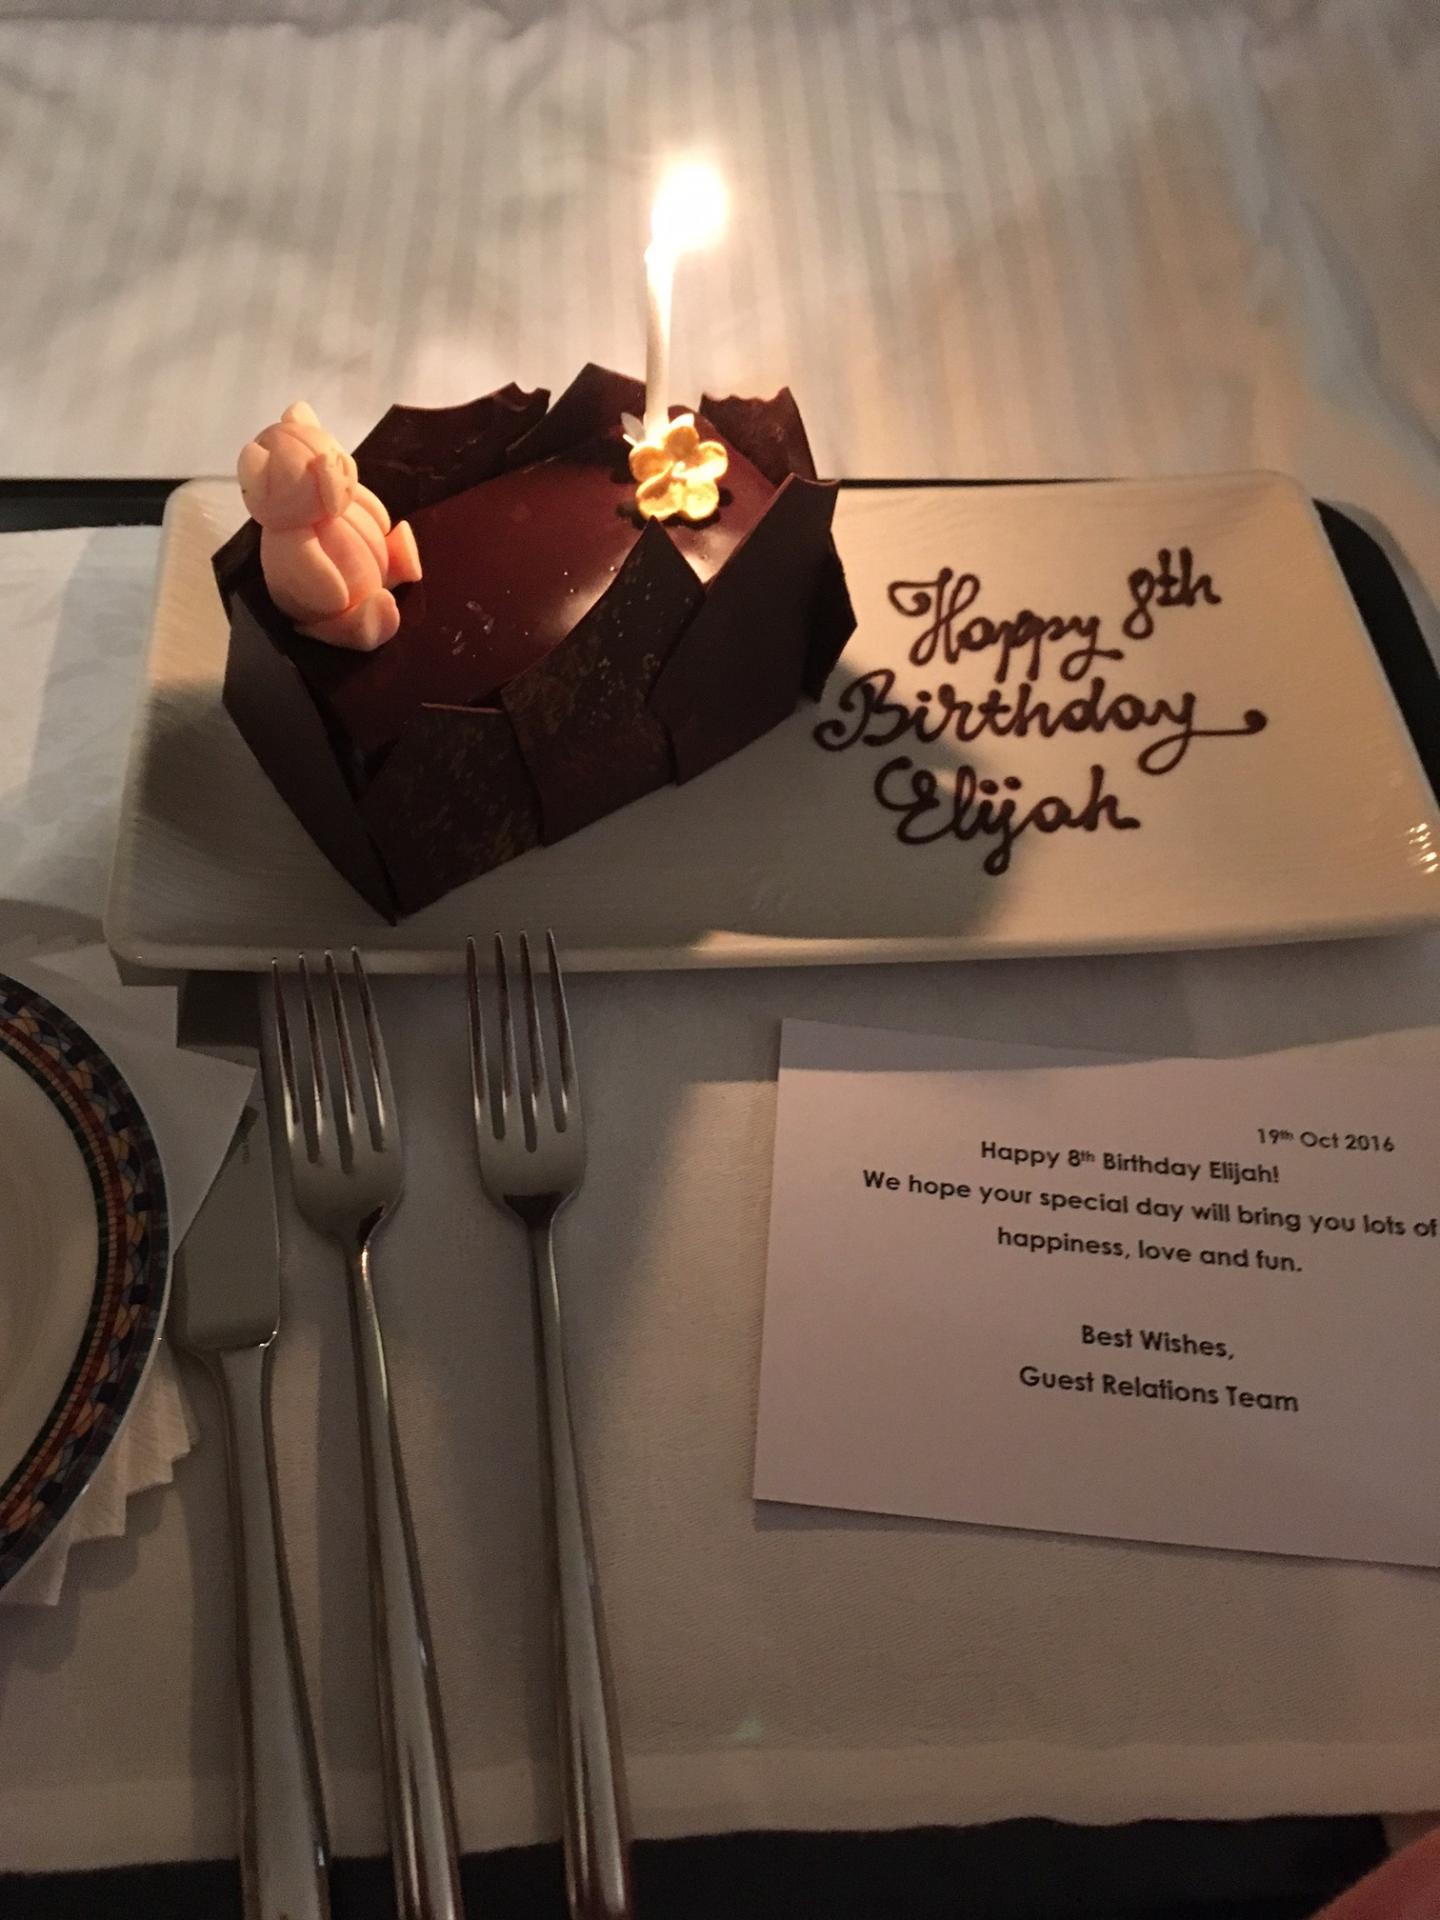 Happy 8th
Birthday
Elijah
19th Oct 2016
Happy 8th Birthday Elijah!
We hope your special day will bring you lots of
happiness, love and fun.
Best Wishes,
Guest Relations Team